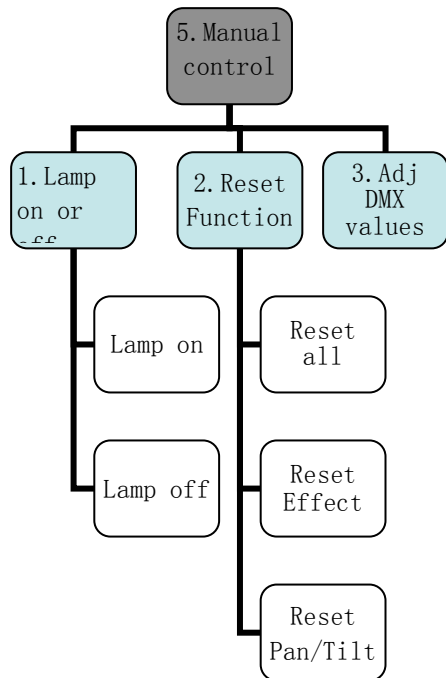 5.Manual
control
1.Lamp
on or
off
2.Reset
Function
3.Adj
DMX
values
Lamp on
Lamp off
Reset
all
Reset
Effect
Reset
Pan/Tilt